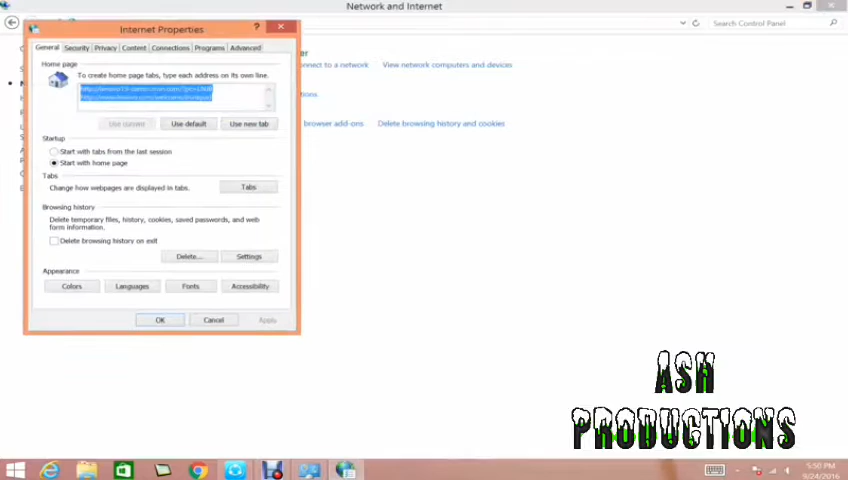 Network and Internet
Search Control Panel
Internet Properties
?
General Security Privacy Content Connections Programs Advanced
Home page
To create home page tabs, type each address on its own line.
Use current Use default Use new tab
Startup
Start with tabs from the last session
Start with home page
Tabs
Change how webpages are displayed in tabs.
Tabs
Browsing history
Delete temporary files, history, cookies, saved passwords, and web
form information.
Delete browsing history on exit
Delete... Settings
Appearance
Colors Languages Fonts Accessibility
OK Cancel Apply
connect to a network View network computers and devices
browser add-ons Delete browsing history and cookies
ASH
PRODUCTIONS
5:50 PM
9/24/2016